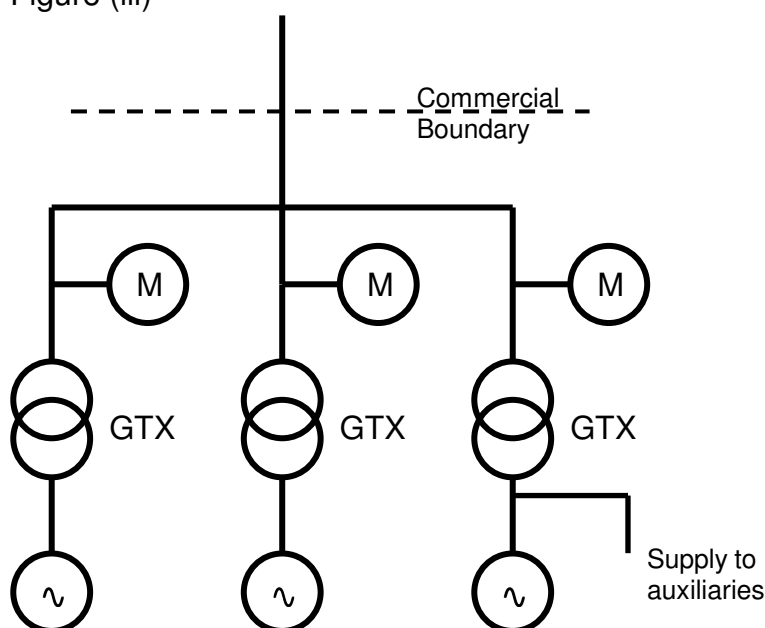 Figure (iii)
Commercial
Boundary
M
M
M
GTX
GTX
GTX
Supply to
auxiliaries